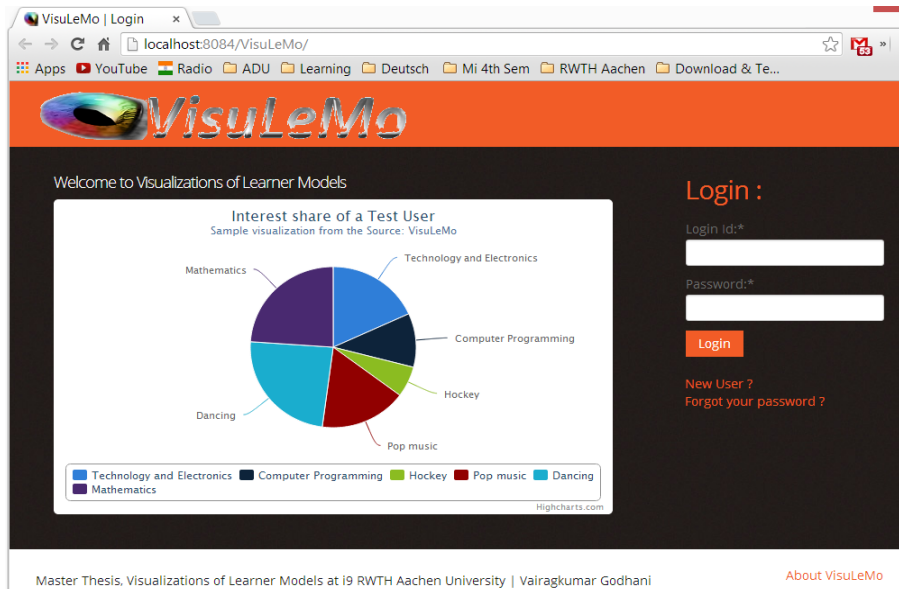 VisuLeMo | Login
localhost:8084/VisuLeMo/
63
Apps YouTube Radio ADU Learning Deutsch Mi 4th Sem RWTH Aachen Download & Te...
VisuLeMo
Welcome to Visualizations of Learner Models
Interest share of a Test User
Sample visualization from the Source: VisuLeMo
Technology and Electronics
Mathematics
Computer Programming
Hockey
Dancing
Pop music
Technology and Electronics Computer Programming Hockey Pop music Dancing
Mathematics
Highcharts.com
Login :
Login Id:*
Password:*
Login
New User ?
Forgot your password ?
Master Thesis, Visualizations of Learner Models at i9 RWTH Aachen University | Vairagkumar Godhani
About VisuLeMo